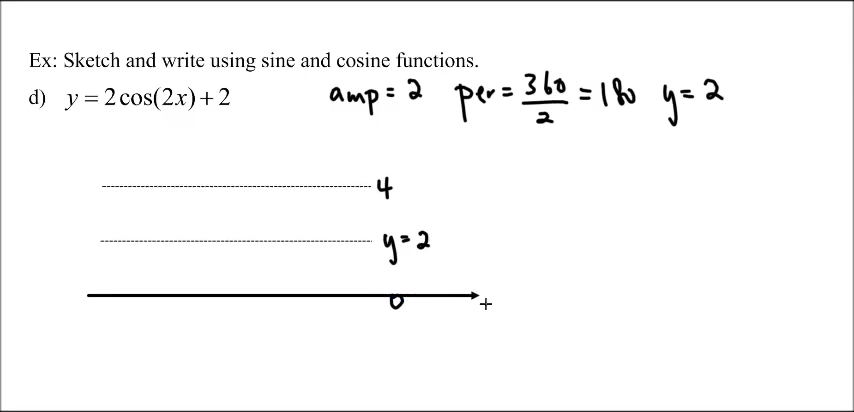 Ex: Sketch and write using sine and cosine functions.
d) y = 2cos(2x)+2 amp = 2 per = 360/2 = 180 y = 2
4
y = 2
0